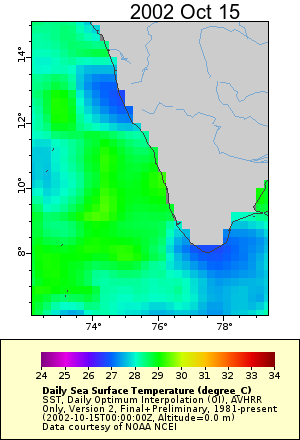 2002 Oct 15
14°
12°
10°
8°
74° 76° 78°
24 25 26 27 28 29 30 31 32 33 34
Daily Sea Surface Temperature (degree_C)
SST, Daily Optimum Interpolation (OI), AVHRR
Only, Version 2, Final+Preliminary, 1981-present
(2002-10-15T00:00:00Z, Altitude=0.0 m)
Data courtesy of NOAA NCEI